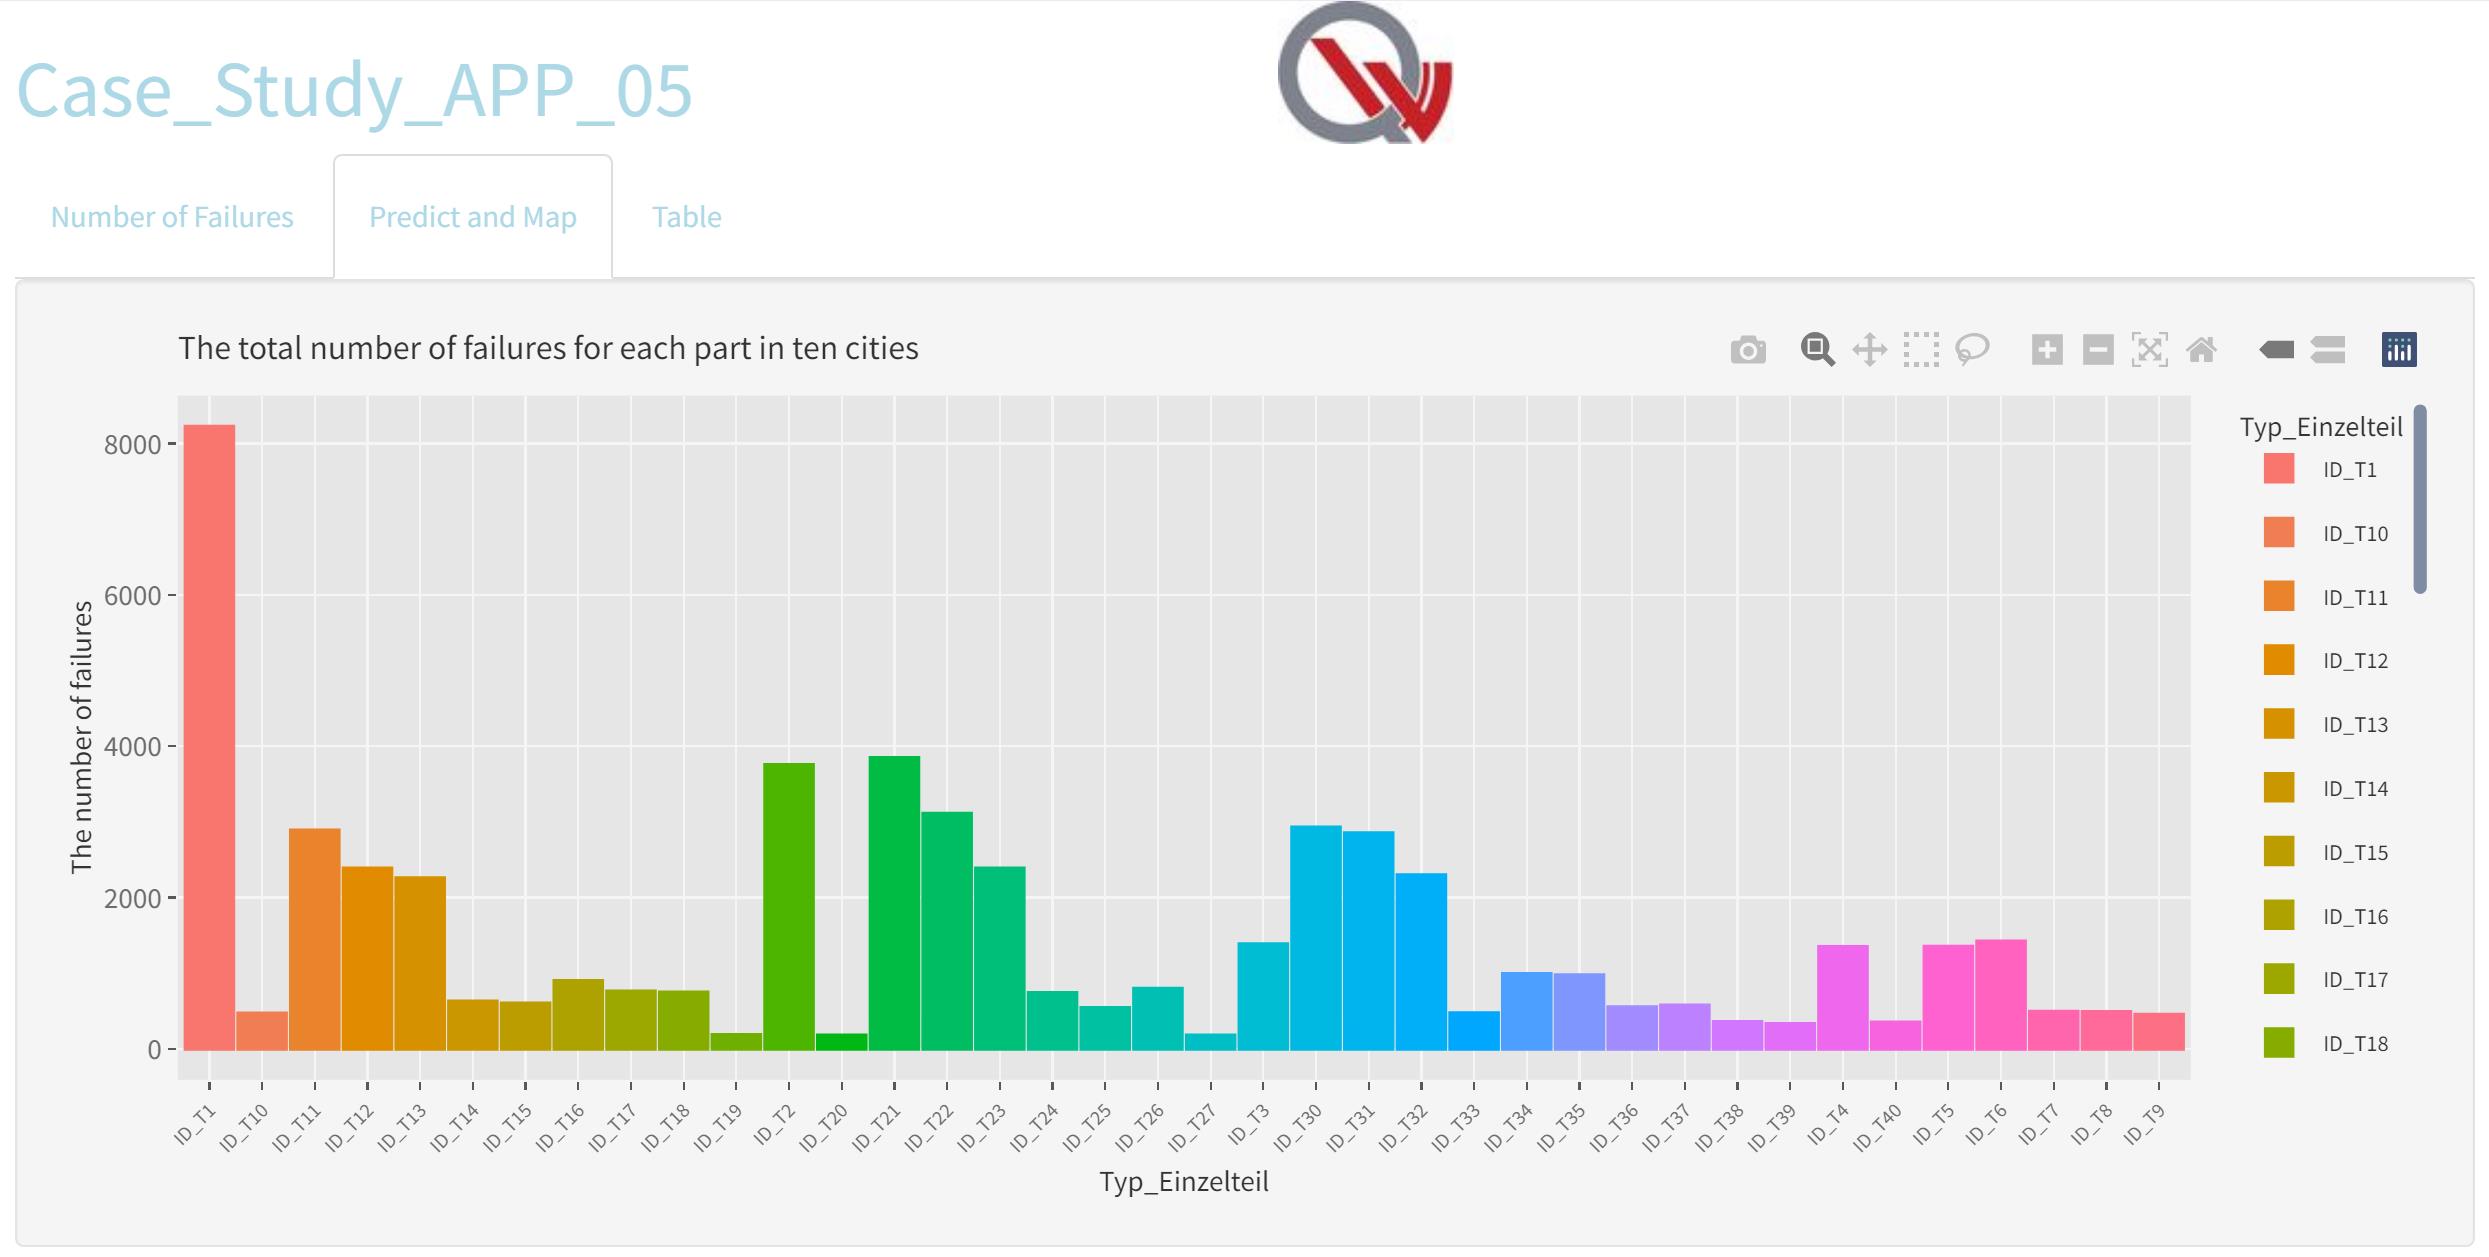 Case_Study_APP_05
Number of Failures Predict and Map Table
The total number of failures for each part in ten cities
The number of failures
8000
6000
4000
2000
0
ID_T1 ID_T10 ID_T11 ID_T12 ID_T13 ID_T14 ID_T15 ID_T16 ID_T17 ID_T18 ID_T19 ID_T2 ID_T20 ID_T21 ID_T22 ID_T23 ID_T24 ID_T25 ID_T26 ID_T27 ID_T3 ID_T30 ID_T31 ID_T32 ID_T33 ID_T34 ID_T35 ID_T36 ID_T37 ID_T38 ID_T39 ID_T4 ID_T40 ID_T5 ID_T6 ID_T7 ID_T8 ID_T9
Typ_Einzelteil
Typ_Einzelteil
ID_T1
ID_T10
ID_T11
ID_T12
ID_T13
ID_T14
ID_T15
ID_T16
ID_T17
ID_T18